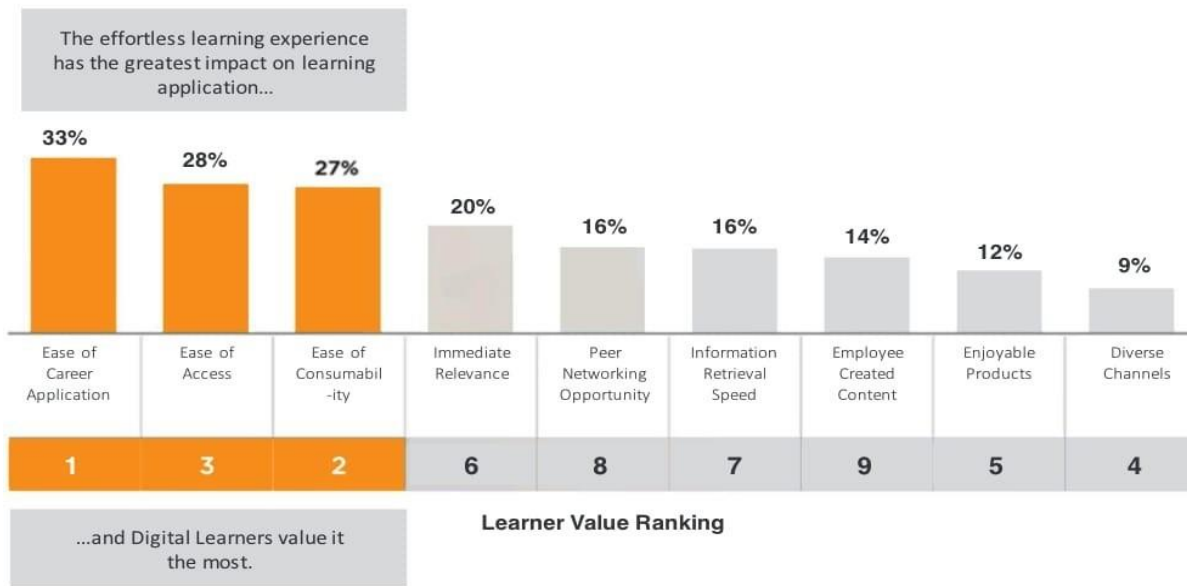 The effortless learning experience
has the greatest impact on learning
application...
33%
28%
27%
20%
16%
16%
14%
12%
9%
Ease of
Career
Application
Ease of
Access
Ease of
Consumabil
-ity
Immediate
Relevance
Peer
Networking
Opportunity
Information
Retrieval
Speed
Employee
Created
Content
Enjoyable
Products
Diverse
Channels
1
3
2
6
8
7
9
5
4
Learner Value Ranking
...and Digital Learners value it
the most.